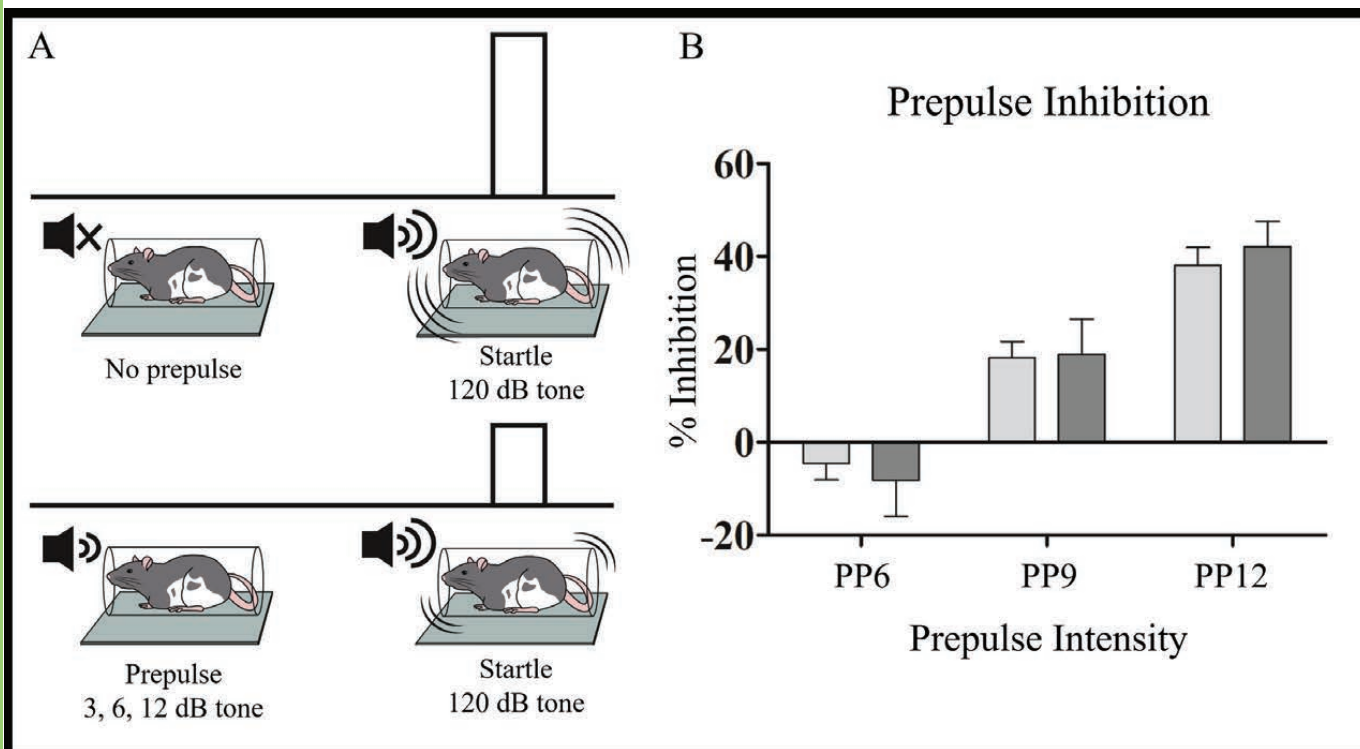 A
No prepulse
Startle
120 dB tone
Prepulse
3, 6, 12 dB tone
Startle
120 dB tone
B
Prepulse Inhibition
% Inhibition
60
40
20
0
-20
PP6 PP9 PP12
Prepulse Intensity